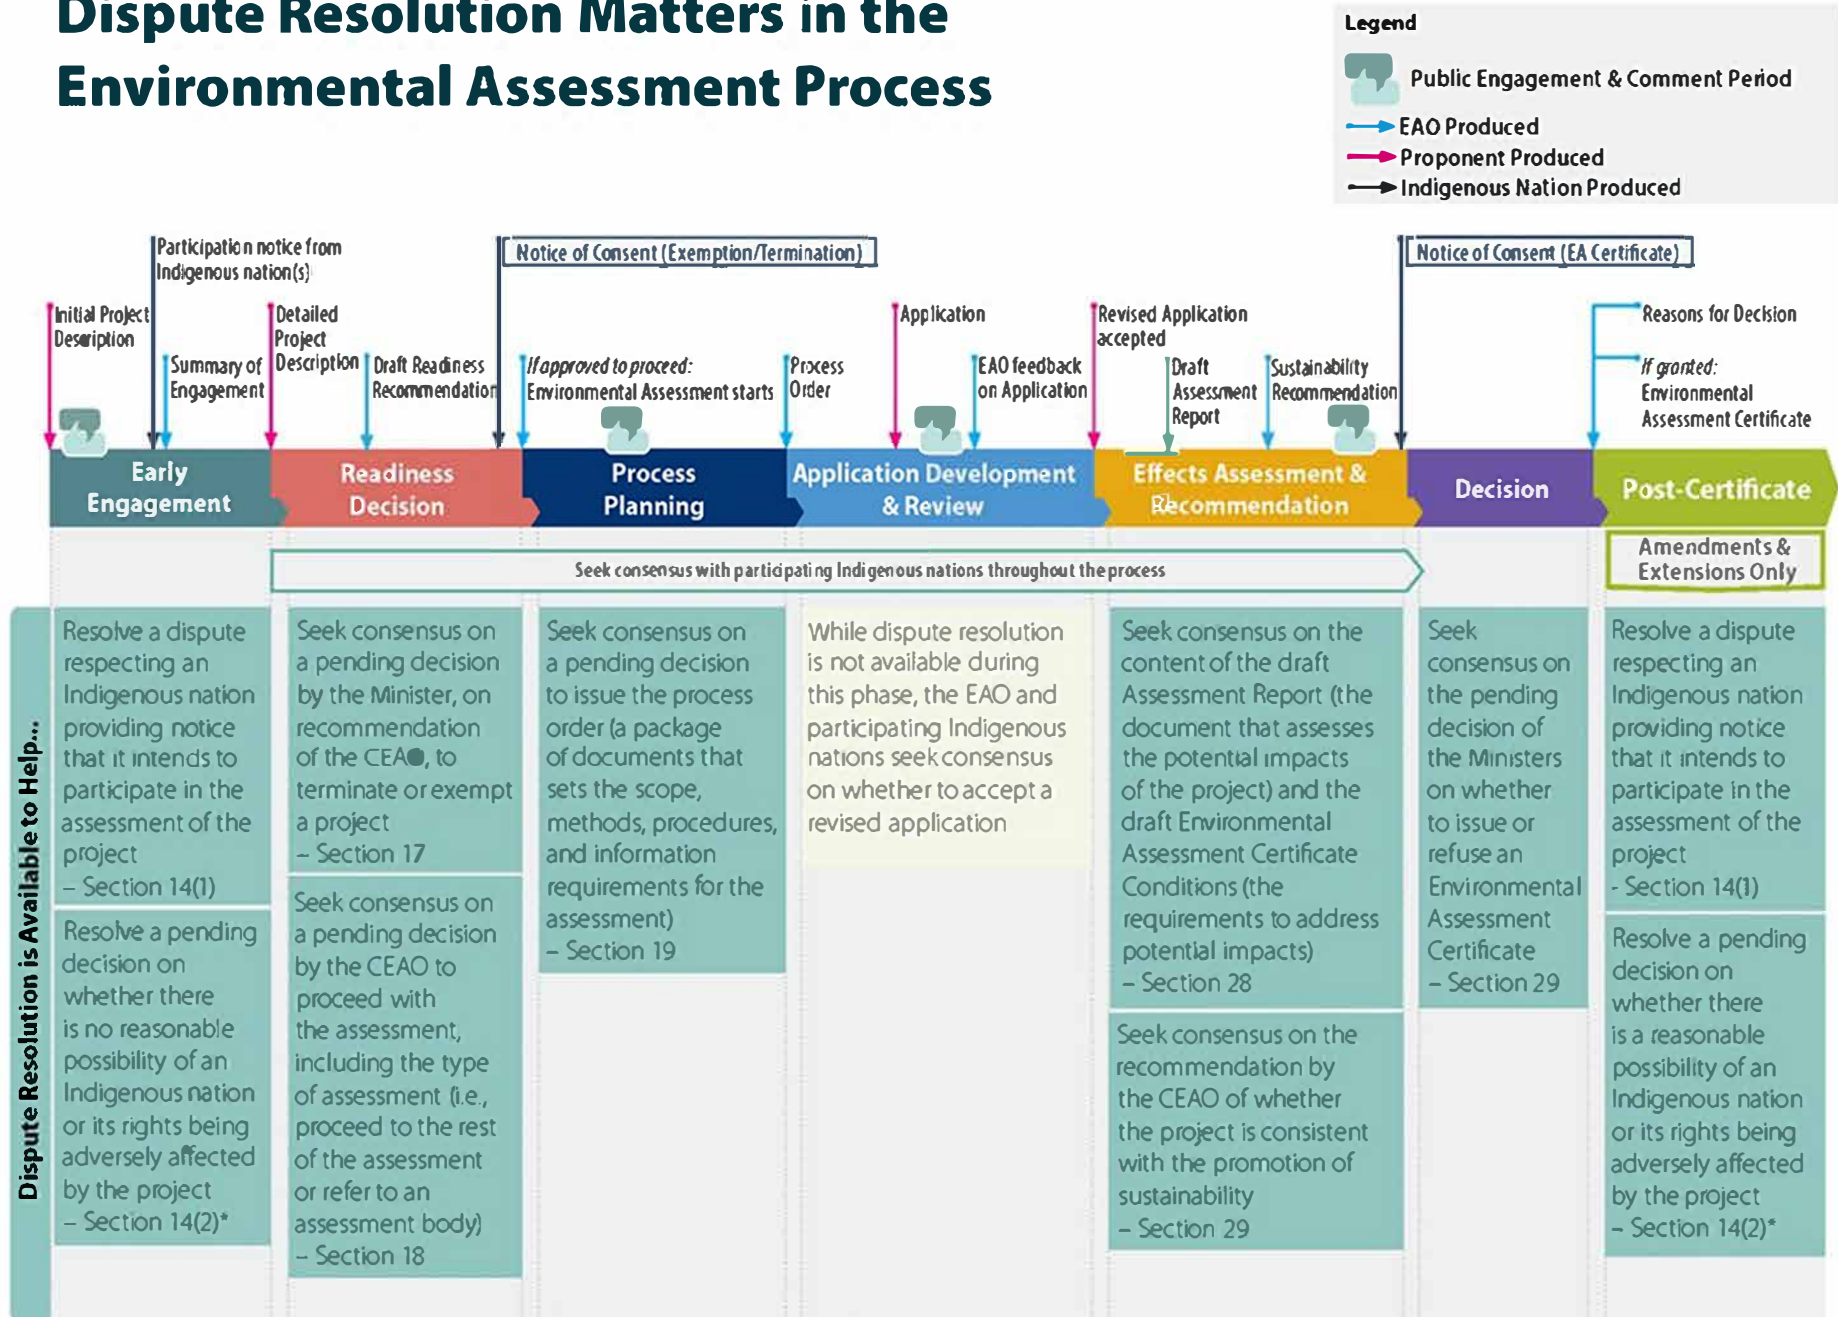 Dispute Resolution Matters in the
Environmental Assessment Process
Legend
Public Engagement & Comment Period
EAO Produced
Proponent Produced
Indigenous Nation Produced
Participation notice from
Indigenous nation(s)
Notice of Consent (Exemption/Termination)
Notice of Consent (EA Certificate)
Initial Project
Description
Summary of
Engagement
Detailed
Project
Description
Draft Readiness
Recommendation
If approved to proceed:
Environmental Assessment starts
Process
Order
Application
EAO feedback
on Application
Revised Application
accepted
Draft
Assessment
Report
Sustainability
Recommendation
Reasons for Decision
If granted:
Environmental
Assessment Certificate
Early
Engagement
Readiness
Decision
Process
Planning
Application Development
& Review
Effects Assessment &
Recommendation
Decision
Post-Certificate
Seek consensus with participating Indigenous nations throughout the process
Amendments &
Extensions Only
Dispute Resolution is Available to Help...
Resolve a dispute
respecting an
Indigenous nation
providing notice
that it intends to
participate in the
assessment of the
project
– Section 14(1)
Resolve a pending
decision on
whether there
is no reasonable
possibility of an
Indigenous nation
or its rights being
adversely affected
by the project
– Section 14(2)*
Seek consensus on
a pending decision
by the Minister, on
recommendation
of the CEAO, to
terminate or exempt
a project
– Section 17
Seek consensus on
a pending decision
by the CEAO to
proceed with
the assessment,
including the type
of assessment (i.e.,
proceed to the rest
of the assessment
or refer to an
assessment body)
– Section 18
Seek consensus on
a pending decision
to issue the process
order (a package
of documents that
sets the scope,
methods, procedures,
and information
requirements for the
assessment)
– Section 19
While dispute resolution
is not available during
this phase, the EAO and
participating Indigenous
nations seek consensus
on whether to accept a
revised application
Seek consensus on the
content of the draft
Assessment Report (the
document that assesses
the potential impacts
of the project) and the
draft Environmental
Assessment Certificate
Conditions (the
requirements to address
potential impacts)
– Section 28
Seek consensus on the
recommendation by
the CEAO of whether
the project is consistent
with the promotion of
sustainability
– Section 29
Seek
consensus on
the pending
decision of
the Ministers
on whether
to issue or
refuse an
Environmental
Assessment
Certificate
– Section 29
Resolve a dispute
respecting an
Indigenous nation
providing notice
that it intends to
participate in the
assessment of the
project
- Section 14(1)
Resolve a pending
decision on
whether there
is a reasonable
possibility of an
Indigenous nation
or its rights being
adversely affected
by the project
– Section 14(2)*